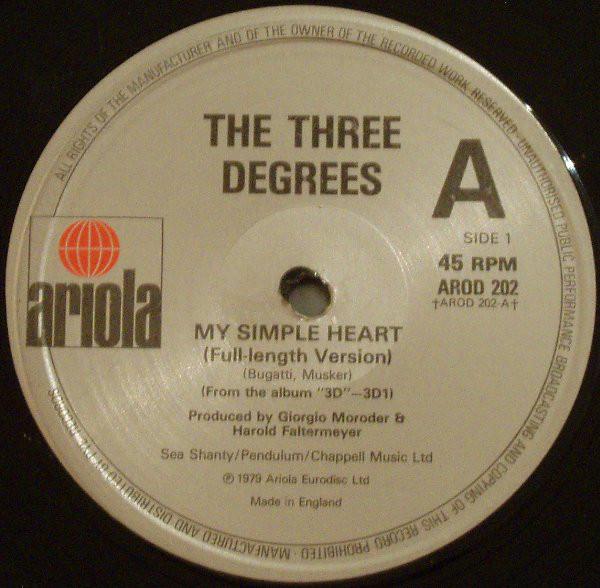 ALL RIGHTS OF THE MANUFACTURER AND OF THE OWNER OF THE RECORDED WORK RESERVED · UNAUTHORISED PUBLIC PERFORMANCE BROADCASTING AND COPYING OF THIS RECORD PROHIBITED · MANUFACTURED AND DISTRIBUTED BY RECORDS
THE THREE
DEGREES
A
SIDE 1
45 RPM
AROD 202
†AROD 202-A†
ariola
MY SIMPLE HEART
(Full-length Version)
(Bugatti, Musker)
(From the album "3D"—3D1)
Produced by Giorgio Moroder &
Harold Faltermeyer
Sea Shanty/Pendulum/Chappell Music Ltd
℗ 1979 Ariola Eurodisc Ltd
Made in England